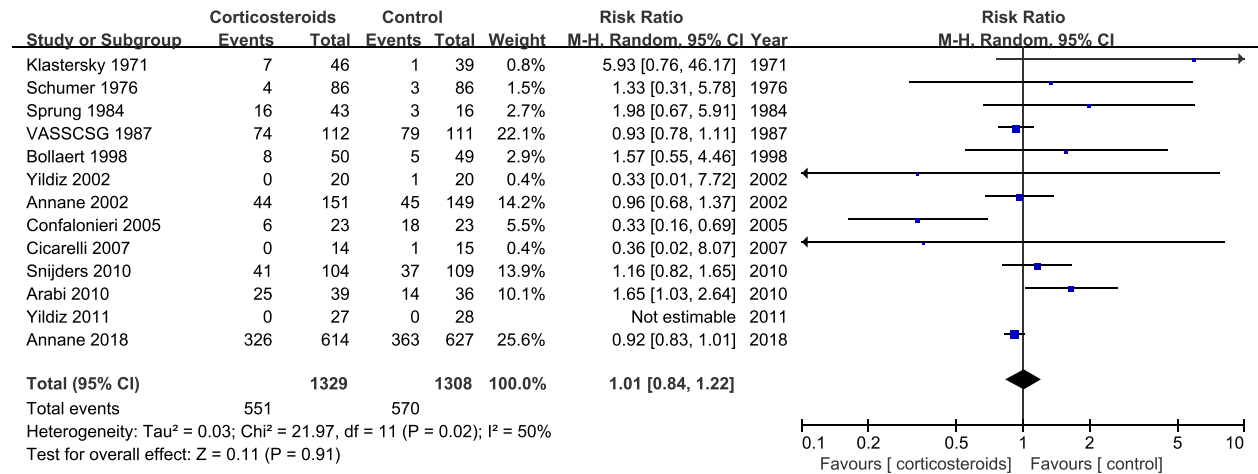 Corticosteroids Control Risk Ratio Risk Ratio
Study or Subgroup Events Total Events Total Weight M-H. Random. 95% CI Year M-H. Random. 95% CI
Klastersky 1971 7 46 1 39 0.8% 5.93 [0.76, 46.17] 1971
Schumer 1976 4 86 3 86 1.5% 1.33 [0.31, 5.78] 1976
Sprung 1984 16 43 3 16 2.7% 1.98 [0.67, 5.91] 1984
VASSCSG 1987 74 112 79 111 22.1% 0.93 [0.78, 1.11] 1987
Bollaert 1998 8 50 5 49 2.9% 1.57 [0.55, 4.46] 1998
Yildiz 2002 0 20 1 20 0.4% 0.33 [0.01, 7.72] 2002
Annane 2002 44 151 45 149 14.2% 0.96 [0.68, 1.37] 2002
Confalonieri 2005 6 23 18 23 5.5% 0.33 [0.16, 0.69] 2005
Cicarelli 2007 0 14 1 15 0.4% 0.36 [0.02, 8.07] 2007
Snijders 2010 41 104 37 109 13.9% 1.16 [0.82, 1.65] 2010
Arabi 2010 25 39 14 36 10.1% 1.65 [1.03, 2.64] 2010
Yildiz 2011 0 27 0 28 Not estimable 2011
Annane 2018 326 614 363 627 25.6% 0.92 [0.83, 1.01] 2018
Total (95% CI) 1329 1308 100.0% 1.01 [0.84, 1.22]
Total events 551 570
Heterogeneity: Tau² = 0.03; Chi² = 21.97, df = 11 (P = 0.02); I² = 50%
Test for overall effect: Z = 0.11 (P = 0.91)
0.1 0.2 0.5 1 2 5 10
Favours [ corticosteroids] Favours [ control]